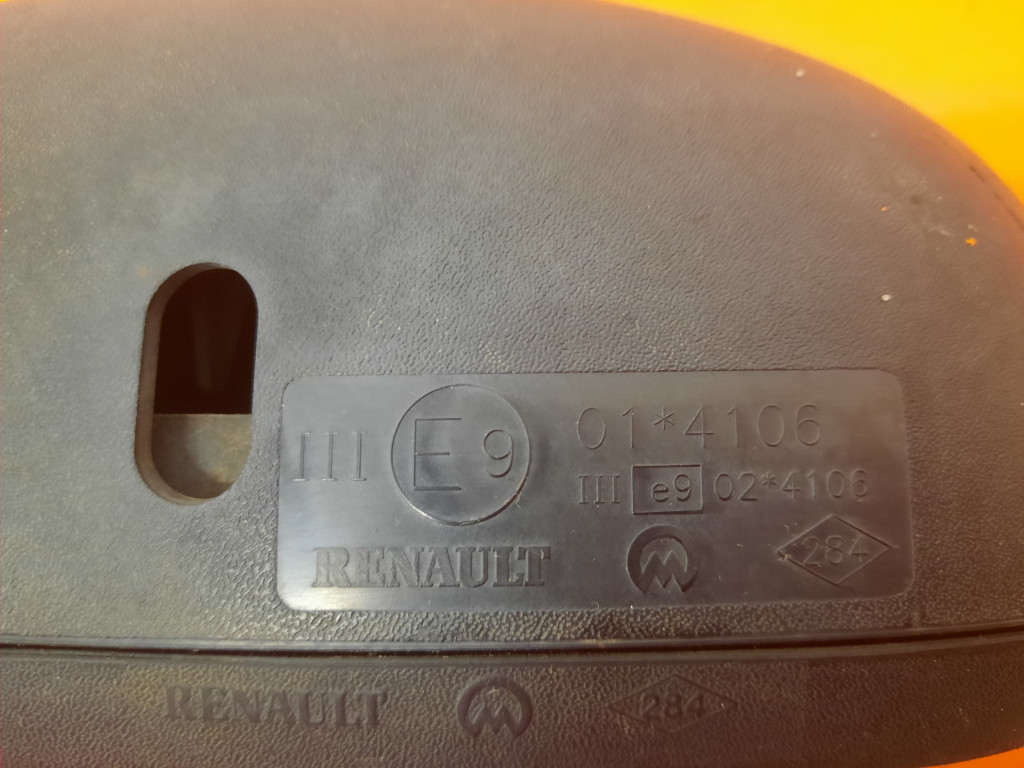 III E 9 01*4106
III e9 02*4106
RENAULT 284
RENAULT 284